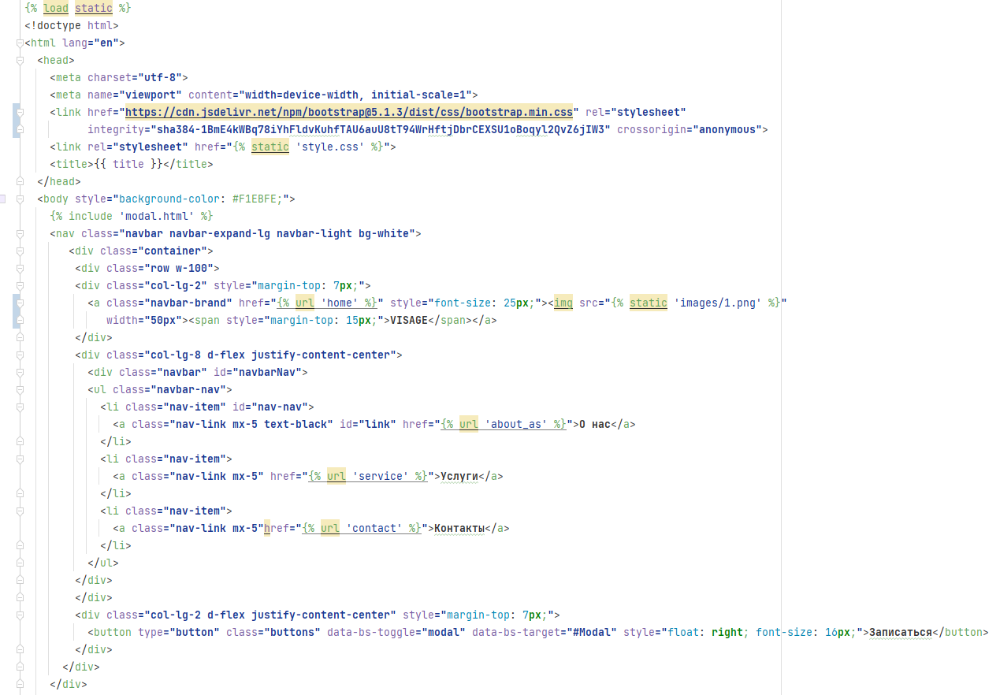 {% load static %}
<!doctype html>
<html lang="en">
<head>
<meta charset="utf-8">
<meta name="viewport" content="width=device-width, initial-scale=1">
<link href="https://cdn.jsdelivr.net/npm/bootstrap@5.1.3/dist/css/bootstrap.min.css" rel="stylesheet"
integrity="sha384-1BmE4kWBq78iYhFldvKuhfTAU6auU8tT94WrHftjDbrCEXSU1oBoqyl2QvZ6jIW3" crossorigin="anonymous">
<link rel="stylesheet" href="{% static 'style.css' %}">
<title>{{ title }}</title>
</head>
<body style="background-color: #F1EBFE;">
{% include 'modal.html' %}
<nav class="navbar navbar-expand-lg navbar-light bg-white">
<div class="container">
<div class="row w-100">
<div class="col-lg-2" style="margin-top: 7px;">
<a class="navbar-brand" href="{% url 'home' %}" style="font-size: 25px;"><img src="{% static 'images/1.png' %}"
width="50px"><span style="margin-top: 15px;">VISAGE</span></a>
</div>
<div class="col-lg-8 d-flex justify-content-center">
<div class="navbar" id="navbarNav">
<ul class="navbar-nav">
<li class="nav-item" id="nav-nav">
<a class="nav-link mx-5 text-black" id="link" href="{% url 'about_as' %}">О нас</a>
</li>
<li class="nav-item">
<a class="nav-link mx-5" href="{% url 'service' %}">Услуги</a>
</li>
<li class="nav-item">
<a class="nav-link mx-5"href="{% url 'contact' %}">Контакты</a>
</li>
</ul>
</div>
</div>
<div class="col-lg-2 d-flex justify-content-center" style="margin-top: 7px;">
<button type="button" class="buttons" data-bs-toggle="modal" data-bs-target="#Modal" style="float: right; font-size: 16px;">Записаться</button>
</div>
</div>
</div>